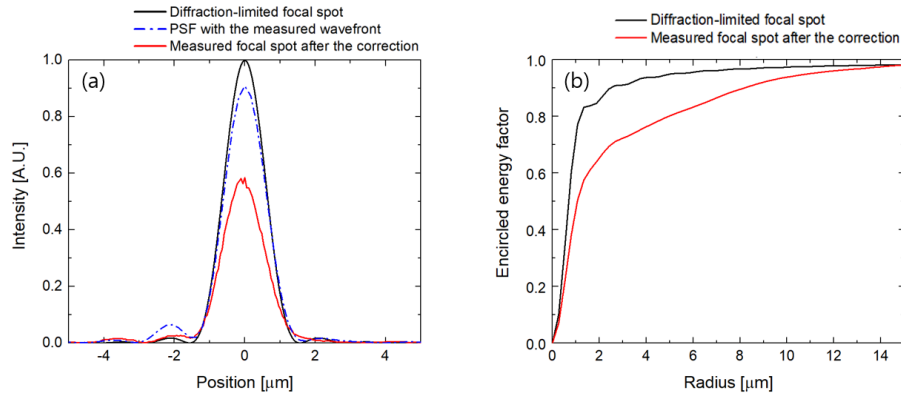 Diffraction-limited focal spot
PSF with the measured wavefront
Measured focal spot after the correction
(a)
1.0
0.8
0.6
0.4
0.2
0.0
Intensity [A.U.]
-4 -2 0 2 4
Position [μm]
Diffraction-limited focal spot
Measured focal spot after the correction
(b)
1.0
0.8
0.6
0.4
0.2
0.0
Encircled energy factor
0 2 4 6 8 10 12 14
Radius [μm]